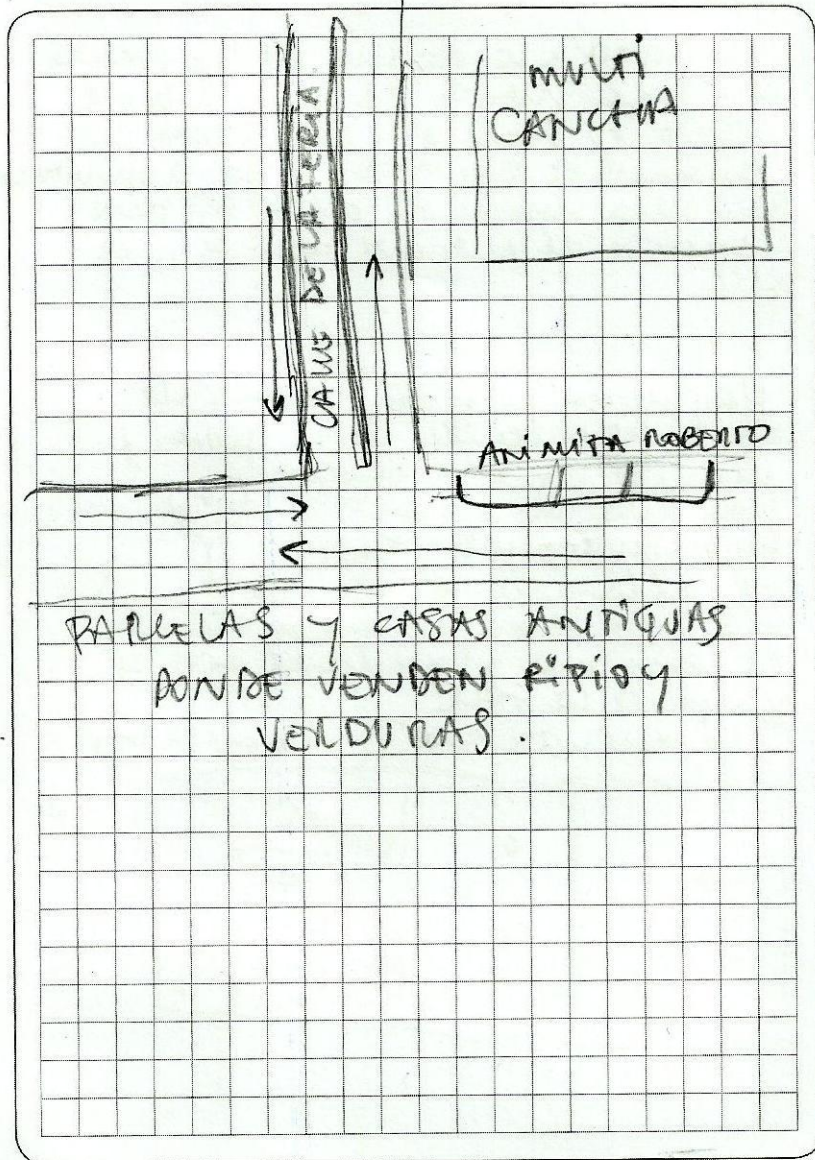 MULTI
CANCHA
CALLE DE LA FERIA
ANIMITA ROBERTO
PARCELAS Y CASAS ANTIGUAS
DONDE VENDEN RIPIO Y
VERDURAS.